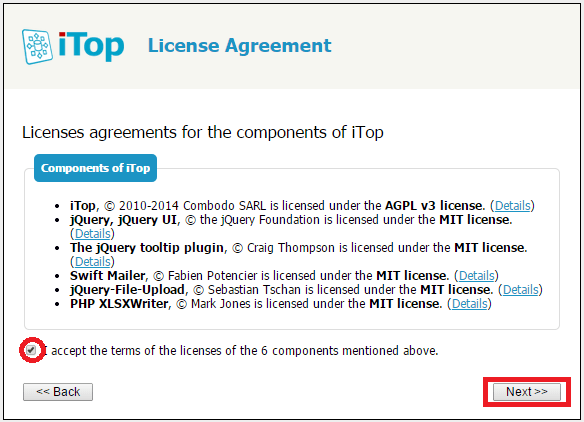 iTop License Agreement
Licenses agreements for the components of iTop
Components of iTop
• iTop, © 2010-2014 Combodo SARL is licensed under the AGPL v3 license. (Details)
• jQuery, jQuery UI, © the jQuery Foundation is licensed under the MIT license.
(Details)
• The jQuery tooltip plugin, © Craig Thompson is licensed under the MIT license.
(Details)
• Swift Mailer, © Fabien Potencier is licensed under the MIT license. (Details)
• jQuery-File-Upload, © Sebastian Tschan is licensed under the MIT license. (Details)
• PHP XLSXWriter, © Mark Jones is licensed under the MIT license. (Details)
I accept the terms of the licenses of the 6 components mentioned above.
<< Back Next >>